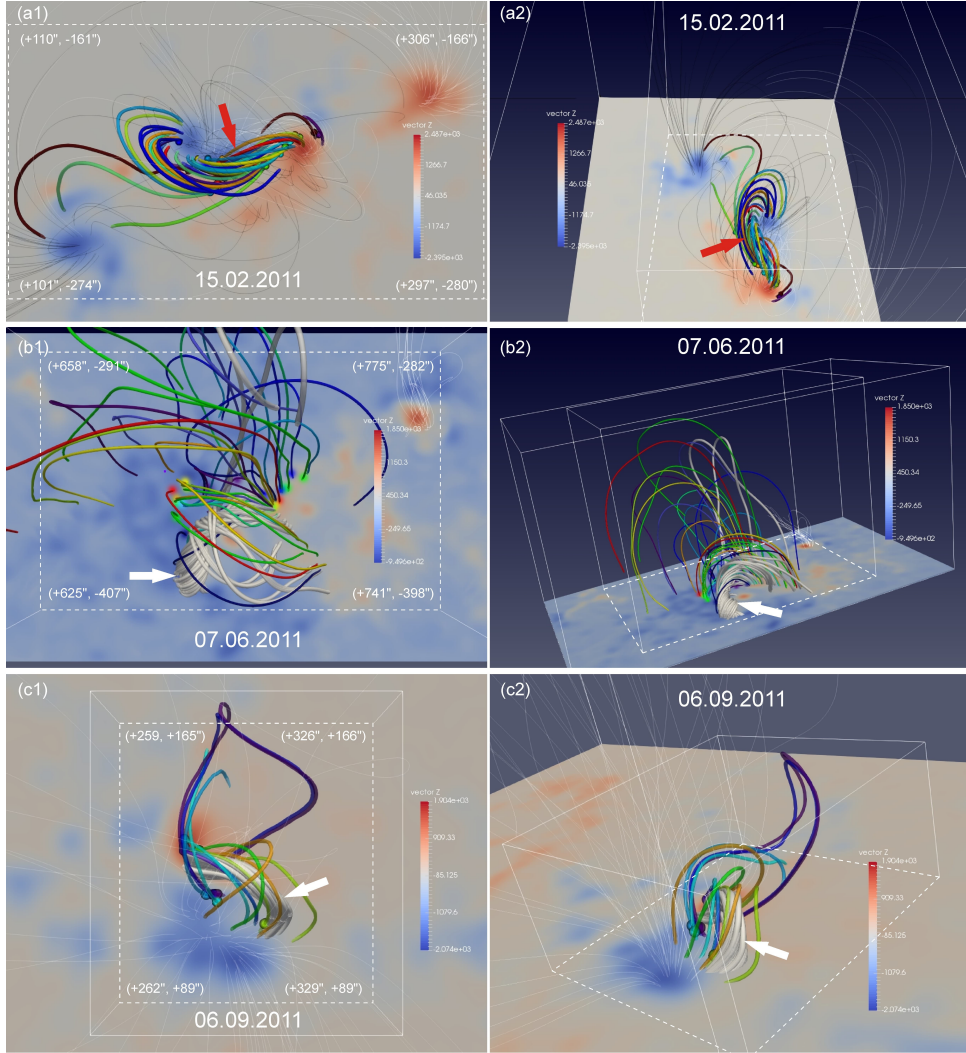 (a1)
(+110", -161")
(+306", -166")
vector Z
2.487e+03
1266.7
46.035
-1174.7
-2.395e+03
(+101", -274")
15.02.2011
(+297", -280")
(a2)
15.02.2011
vector Z
2.487e+03
1266.7
46.035
-1174.7
-2.395e+03
(b1)
(+658", -291")
(+775", -282")
vector Z
1.850e+03
1150.3
450.34
-249.65
-9.496e+02
(+625", -407")
(+741", -398")
07.06.2011
(b2)
07.06.2011
vector Z
1.850e+03
1150.3
450.34
-249.65
-9.496e+02
(c1)
(+259, +165")
(+326", +166")
vector Z
1.904e+03
909.33
-85.125
-1079.6
-2.074e+03
(+262", +89")
(+329", +89")
06.09.2011
(c2)
06.09.2011
vector Z
1.904e+03
909.33
-85.125
-1079.6
-2.074e+03